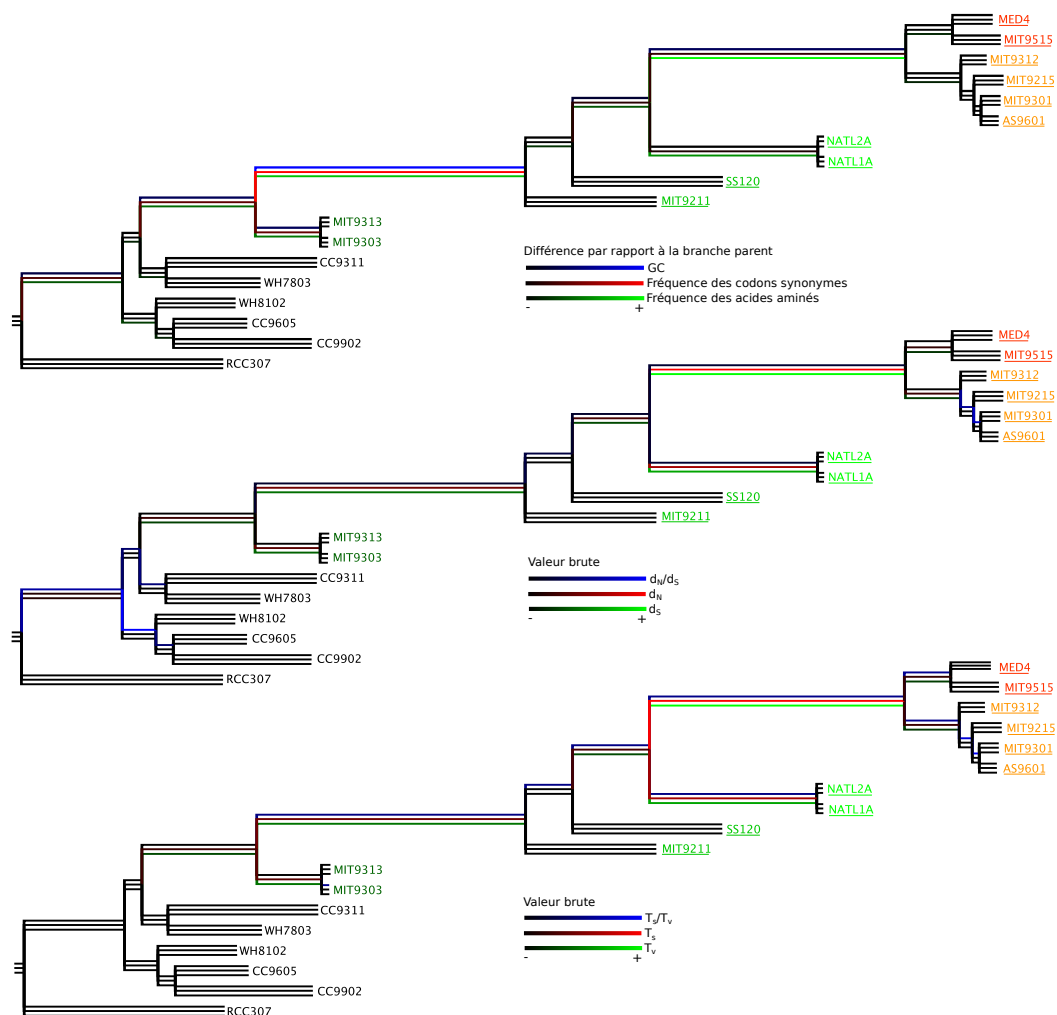 MED4
MIT9515
MIT9312
MIT9215
MIT9301
AS9601
NATL2A
NATL1A
SS120
MIT9211
MIT9313
MIT9303
CC9311
WH7803
WH8102
CC9605
CC9902
RCC307
Différence par rapport à la branche parent
GC
Fréquence des codons synonymes
Fréquence des acides aminés
- +
MED4
MIT9515
MIT9312
MIT9215
MIT9301
AS9601
NATL2A
NATL1A
SS120
MIT9211
MIT9313
MIT9303
CC9311
WH7803
WH8102
CC9605
CC9902
RCC307
Valeur brute
dN/dS
dN
dS
- +
MED4
MIT9515
MIT9312
MIT9215
MIT9301
AS9601
NATL2A
NATL1A
SS120
MIT9211
MIT9313
MIT9303
CC9311
WH7803
WH8102
CC9605
CC9902
RCC307
Valeur brute
Ts/Tv
Ts
Tv
- +